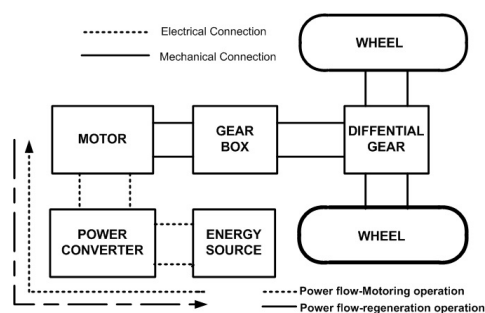 Electrical Connection
Mechanical Connection
WHEEL
MOTOR
GEAR
BOX
DIFFENTIAL
GEAR
POWER
CONVERTER
ENERGY
SOURCE
WHEEL
Power flow-Motoring operation
Power flow-regeneration operation